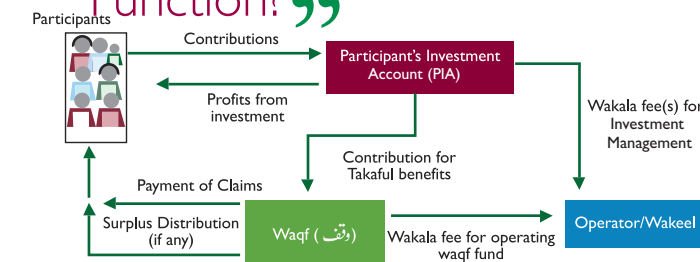 Function?”
Participants
Contributions
Participant's Investment
Account (PIA)
Profits from
investment
Wakala fee(s) for
Investment
Management
Contribution for
Takaful benefits
Payment of Claims
Surplus Distribution
(if any)
Waqf (وقف)
Wakala fee for operating
waqf fund
Operator/Wakeel